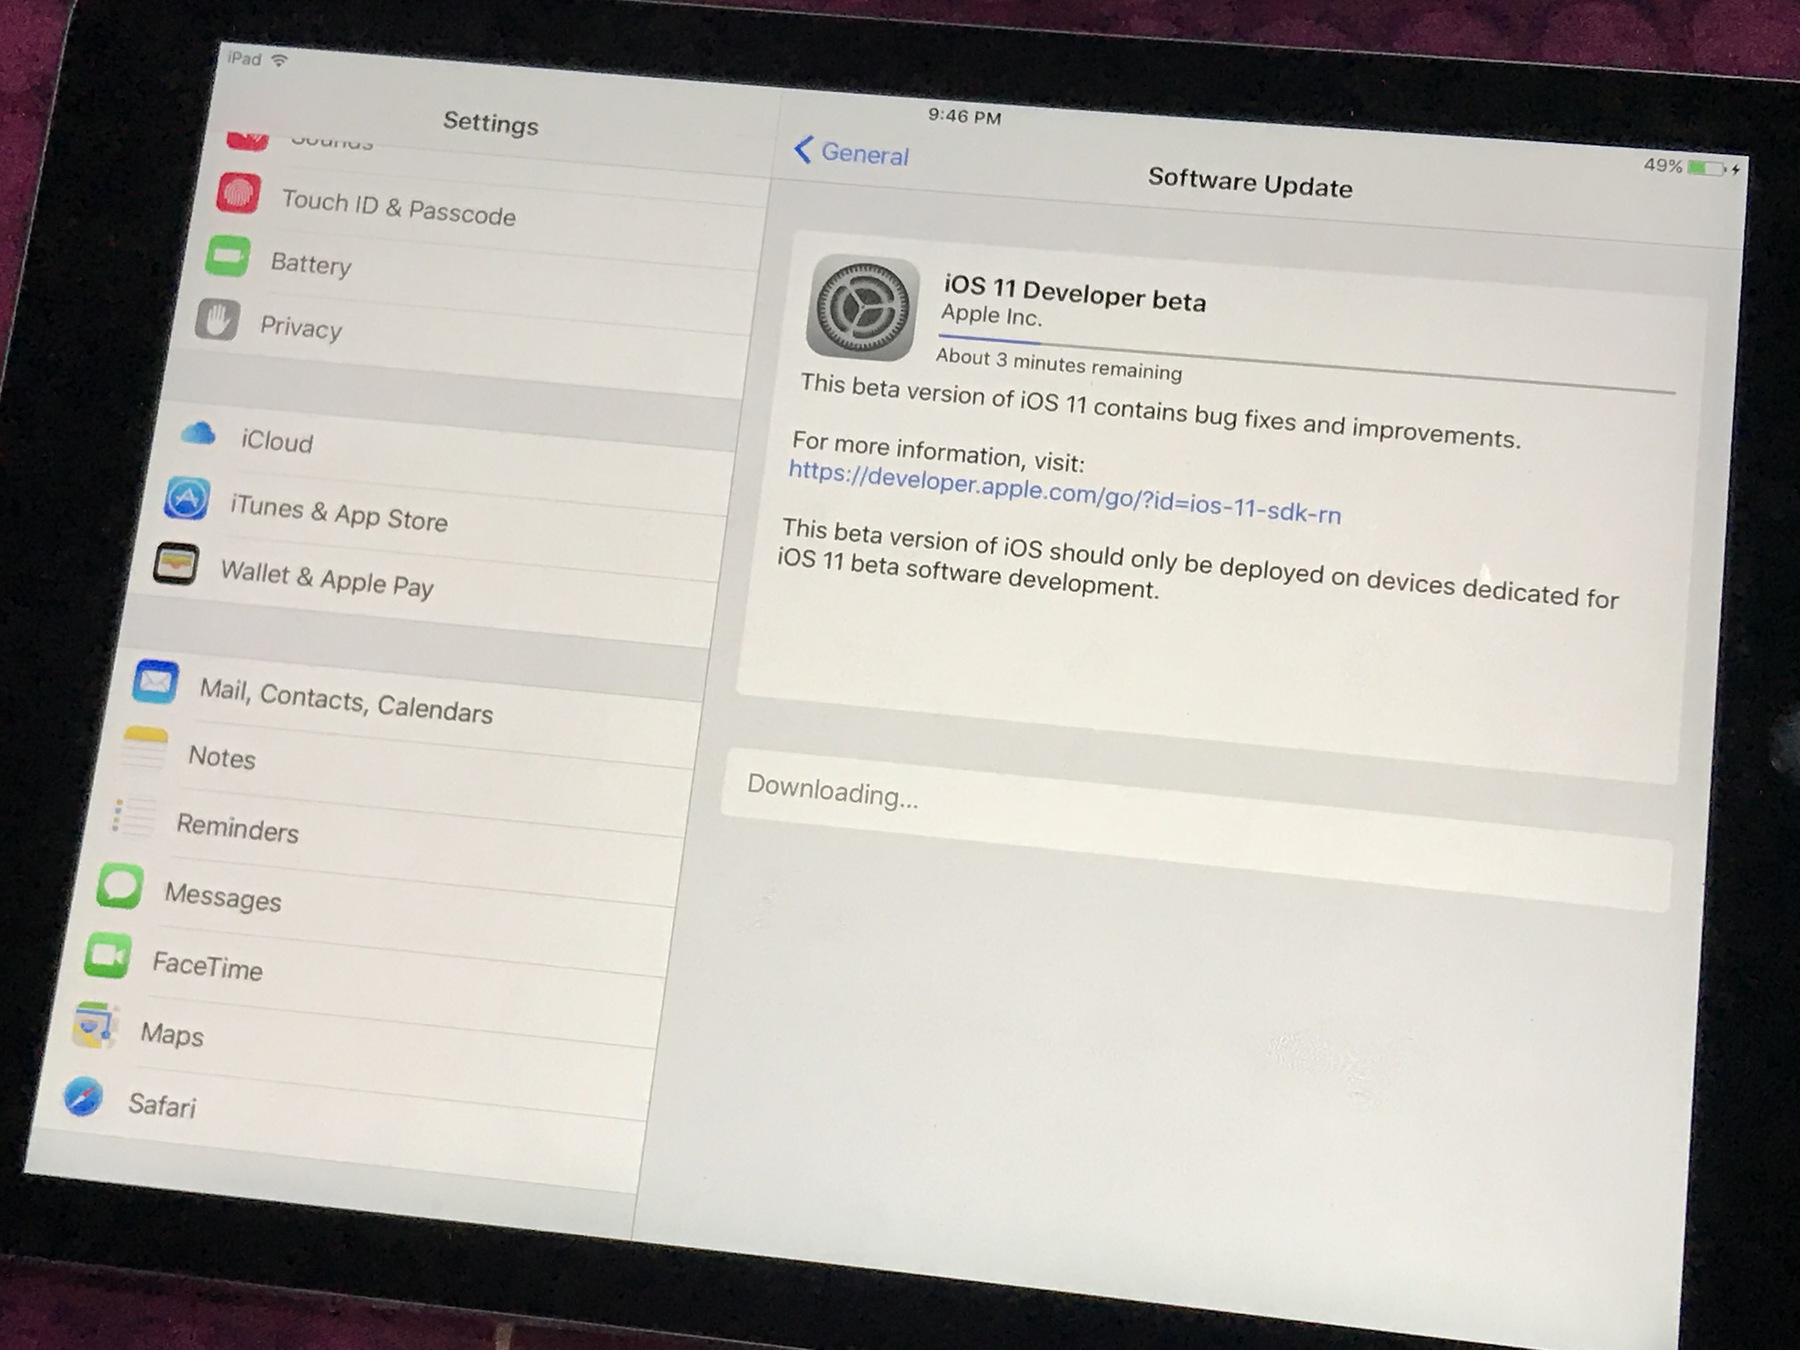 iPad
9:46 PM
49%
Settings
Sounds
Touch ID & Passcode
Battery
Privacy
iCloud
iTunes & App Store
Wallet & Apple Pay
Mail, Contacts, Calendars
Notes
Reminders
Messages
FaceTime
Maps
Safari
General
Software Update
iOS 11 Developer beta
Apple Inc.
About 3 minutes remaining
This beta version of iOS 11 contains bug fixes and improvements.
For more information, visit:
https://developer.apple.com/go/?id=ios-11-sdk-rn
This beta version of iOS should only be deployed on devices dedicated for
iOS 11 beta software development.
Downloading...